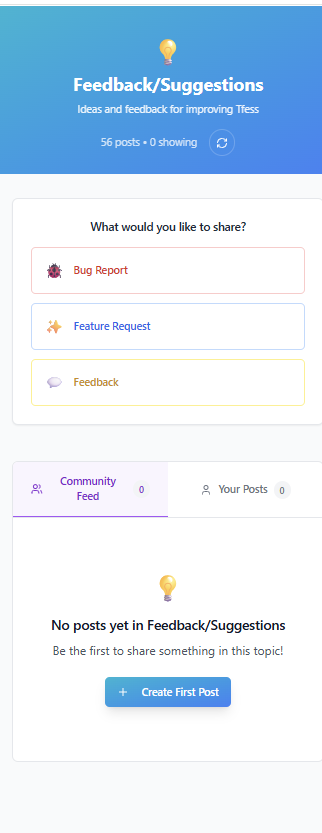 Feedback/Suggestions
Ideas and feedback for improving Tfess
56 posts • 0 showing
What would you like to share?
Bug Report
Feature Request
Feedback
Community
Feed
0
Your Posts
0
No posts yet in Feedback/Suggestions
Be the first to share something in this topic!
+ Create First Post